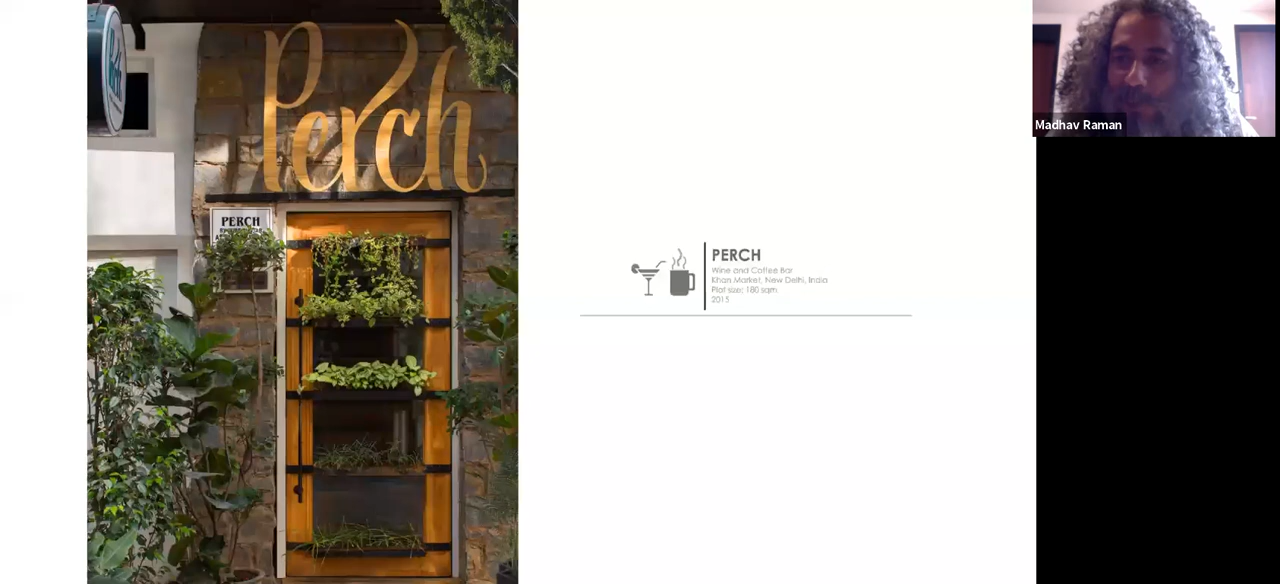 Perch
PERCH
PERCH
Wine and Coffee Bar
Khan Market, New Delhi, India
Plot size: 180 sqm
2015
Madhav Raman